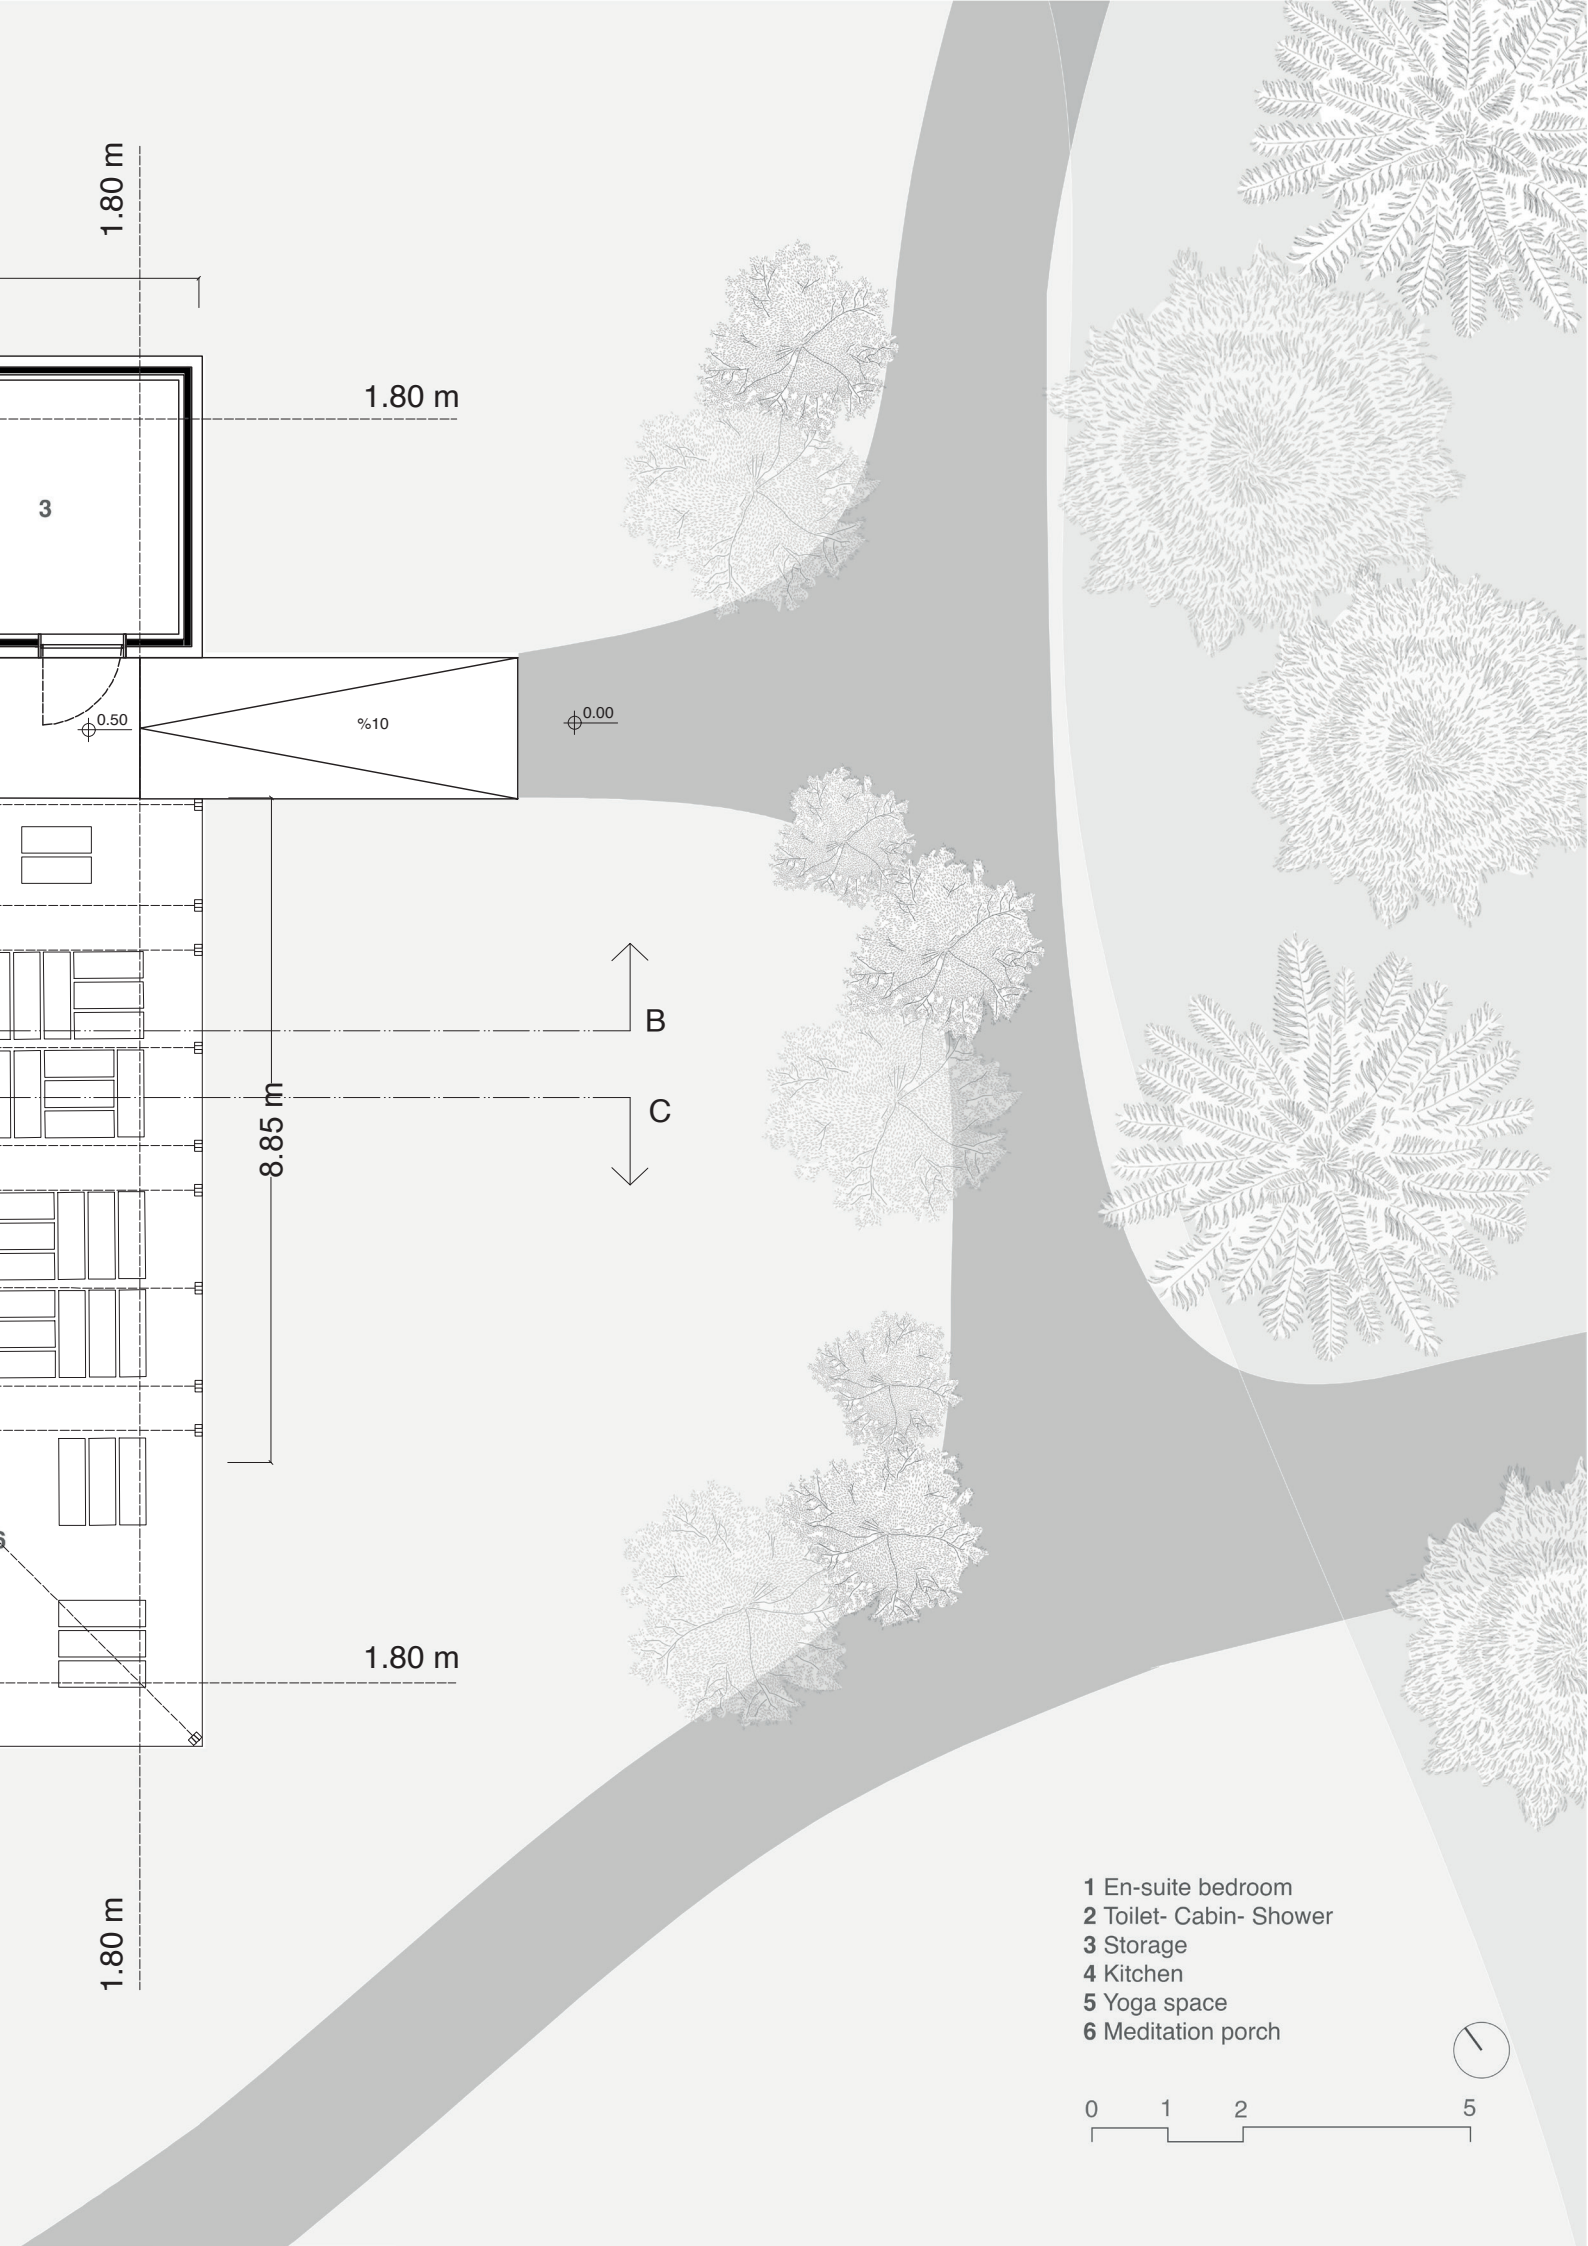 1.80 m
1.80 m
3
0.50
%10
0.00
B
8.85 m
C
6
1.80 m
1.80 m
1 En-suite bedroom
2 Toilet- Cabin- Shower
3 Storage
4 Kitchen
5 Yoga space
6 Meditation porch
0 1 2 5